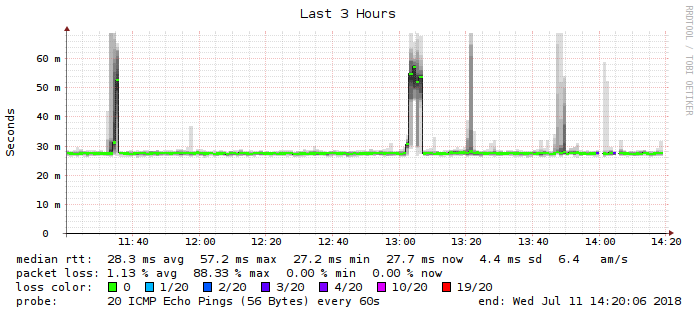 Last 3 Hours
RRDTOOL / TOBI OETIKER
Seconds
60 m
50 m
40 m
30 m
20 m
10 m
0
11:40 12:00 12:20 12:40 13:00 13:20 13:40 14:00 14:20
median rtt: 28.3 ms avg 57.2 ms max 27.2 ms min 27.7 ms now 4.4 ms sd 6.4 am/s
packet loss: 1.13 % avg 88.33 % max 0.00 % min 0.00 % now
loss color: 0 1/20 2/20 3/20 4/20 10/20 19/20
probe: 20 ICMP Echo Pings (56 Bytes) every 60s end: Wed Jul 11 14:20:06 2018